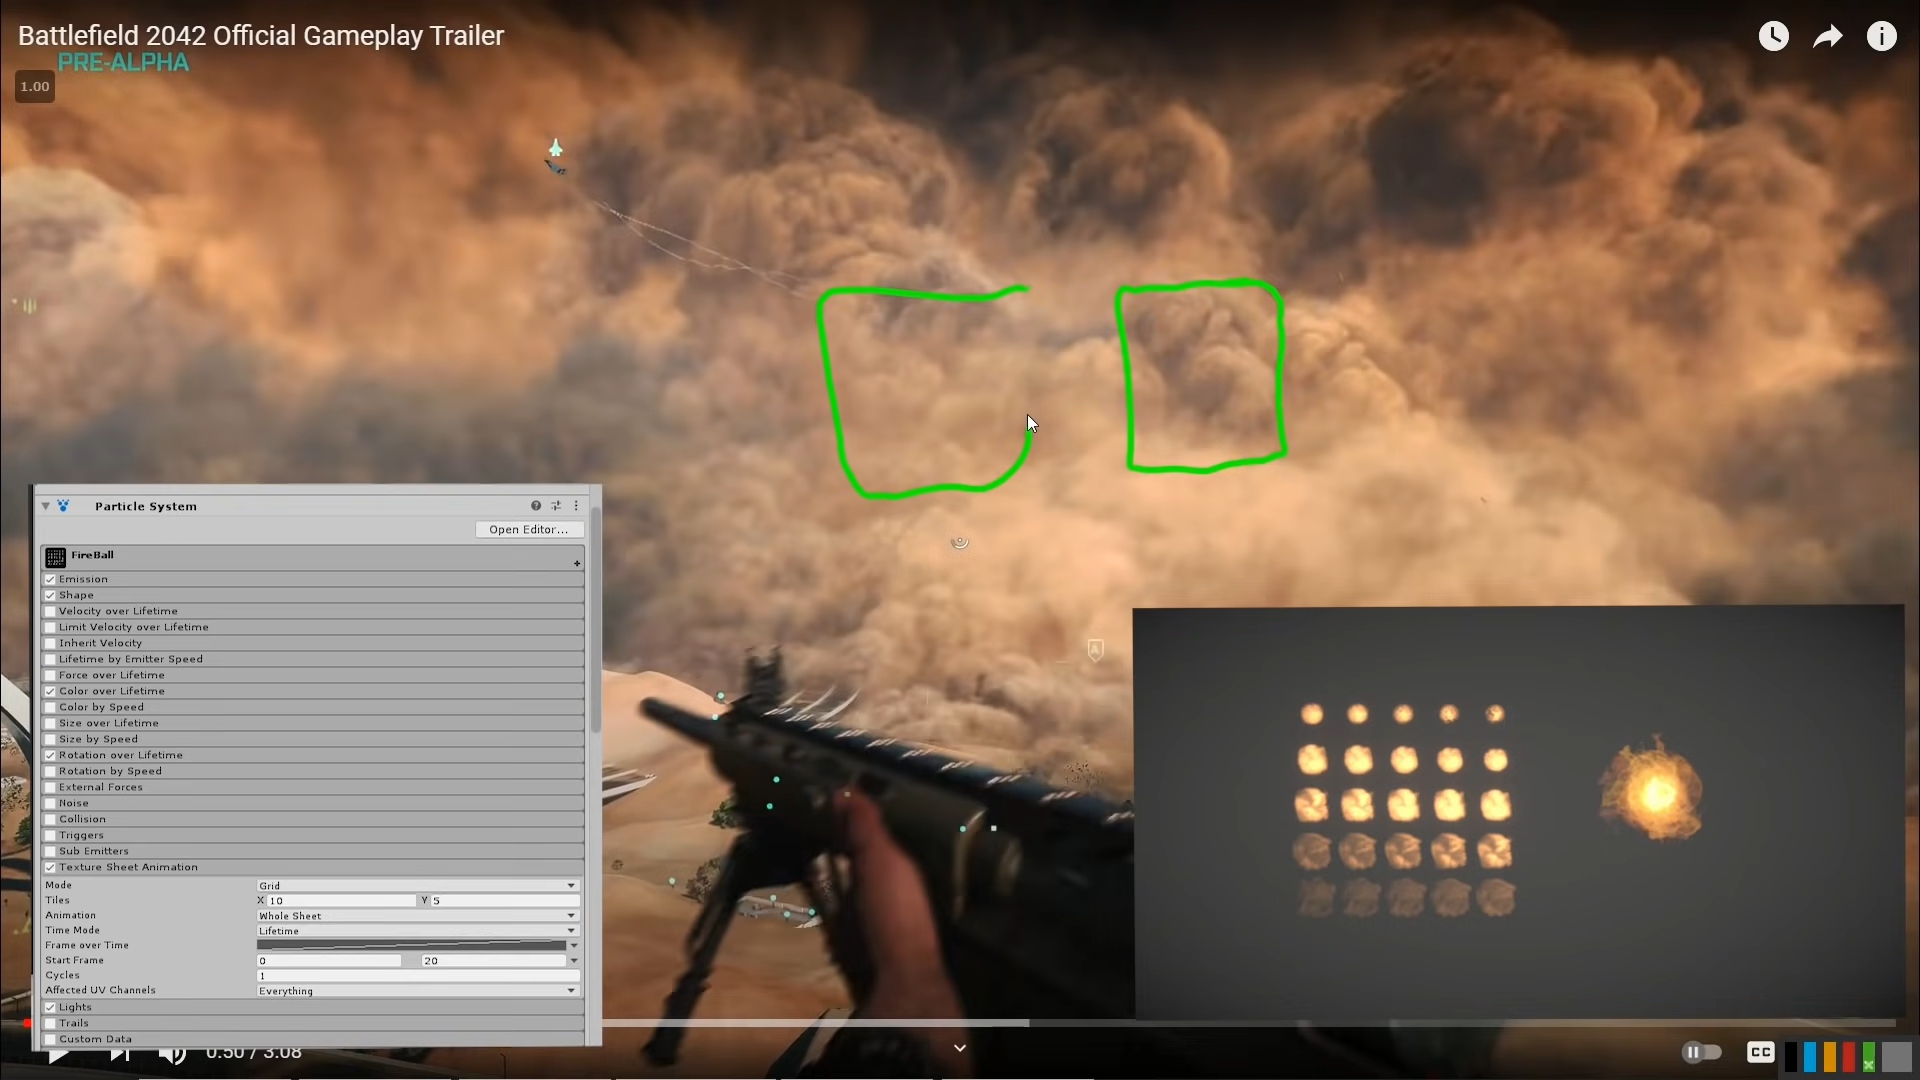 Battlefield 2042 Official Gameplay Trailer
PRE-ALPHA
1.00
A
Particle System
Open Editor...
FireBall
Emission
Shape
Velocity over Lifetime
Limit Velocity over Lifetime
Inherit Velocity
Lifetime by Emitter Speed
Force over Lifetime
Color over Lifetime
Color by Speed
Size over Lifetime
Size by Speed
Rotation over Lifetime
Rotation by Speed
External Forces
Noise
Collision
Triggers
Sub Emitters
Texture Sheet Animation
Mode Grid
Tiles X 10 Y 5
Animation Whole Sheet
Time Mode Lifetime
Frame over Time
Start Frame 0 20
Cycles 1
Affected UV Channels Everything
Lights
Trails
Custom Data
0:50 / 3:08
CC